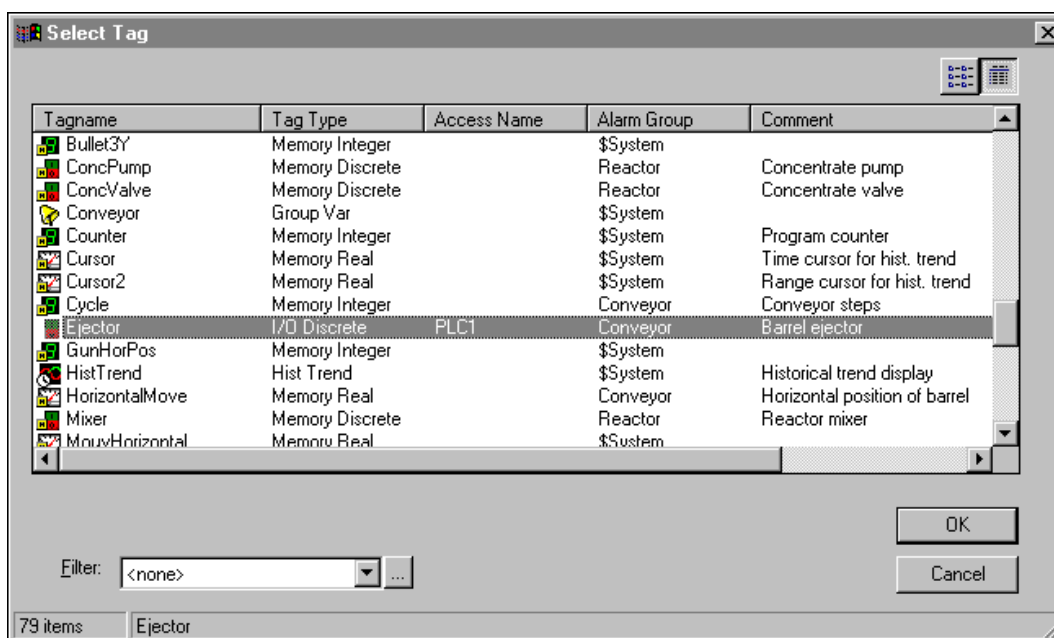 Select Tag
Tagname Tag Type Access Name Alarm Group Comment
Bullet3Y Memory Integer $System
ConcPump Memory Discrete Reactor Concentrate pump
ConcValve Memory Discrete Reactor Concentrate valve
Conveyor Group Var $System
Counter Memory Integer $System Program counter
Cursor Memory Real $System Time cursor for hist. trend
Cursor2 Memory Real $System Range cursor for hist. trend
Cycle Memory Integer Conveyor Conveyor steps
Ejector I/O Discrete PLC1 Conveyor Barrel ejector
GunHorPos Memory Integer $System
HistTrend Hist Trend $System Historical trend display
HorizontalMove Memory Real Conveyor Horizontal position of barrel
Mixer Memory Discrete Reactor Reactor mixer
MouvHorizontal Memory Real $System
OK
Filter: <none> ...
Cancel
79 items Ejector